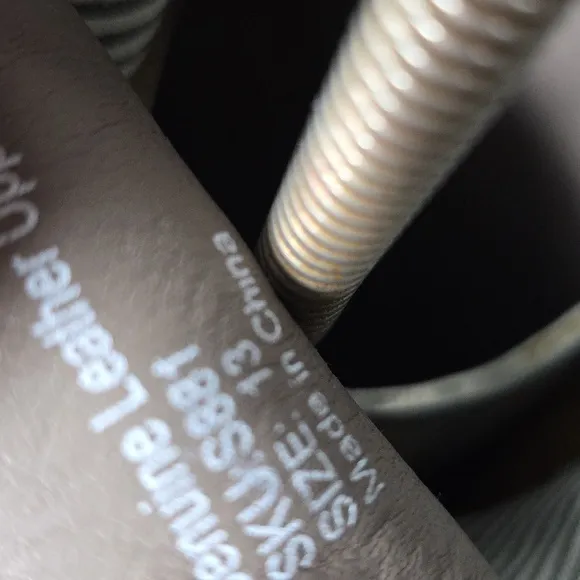 Genuine Leather
SKU:S881
SIZE: 13
Made in China